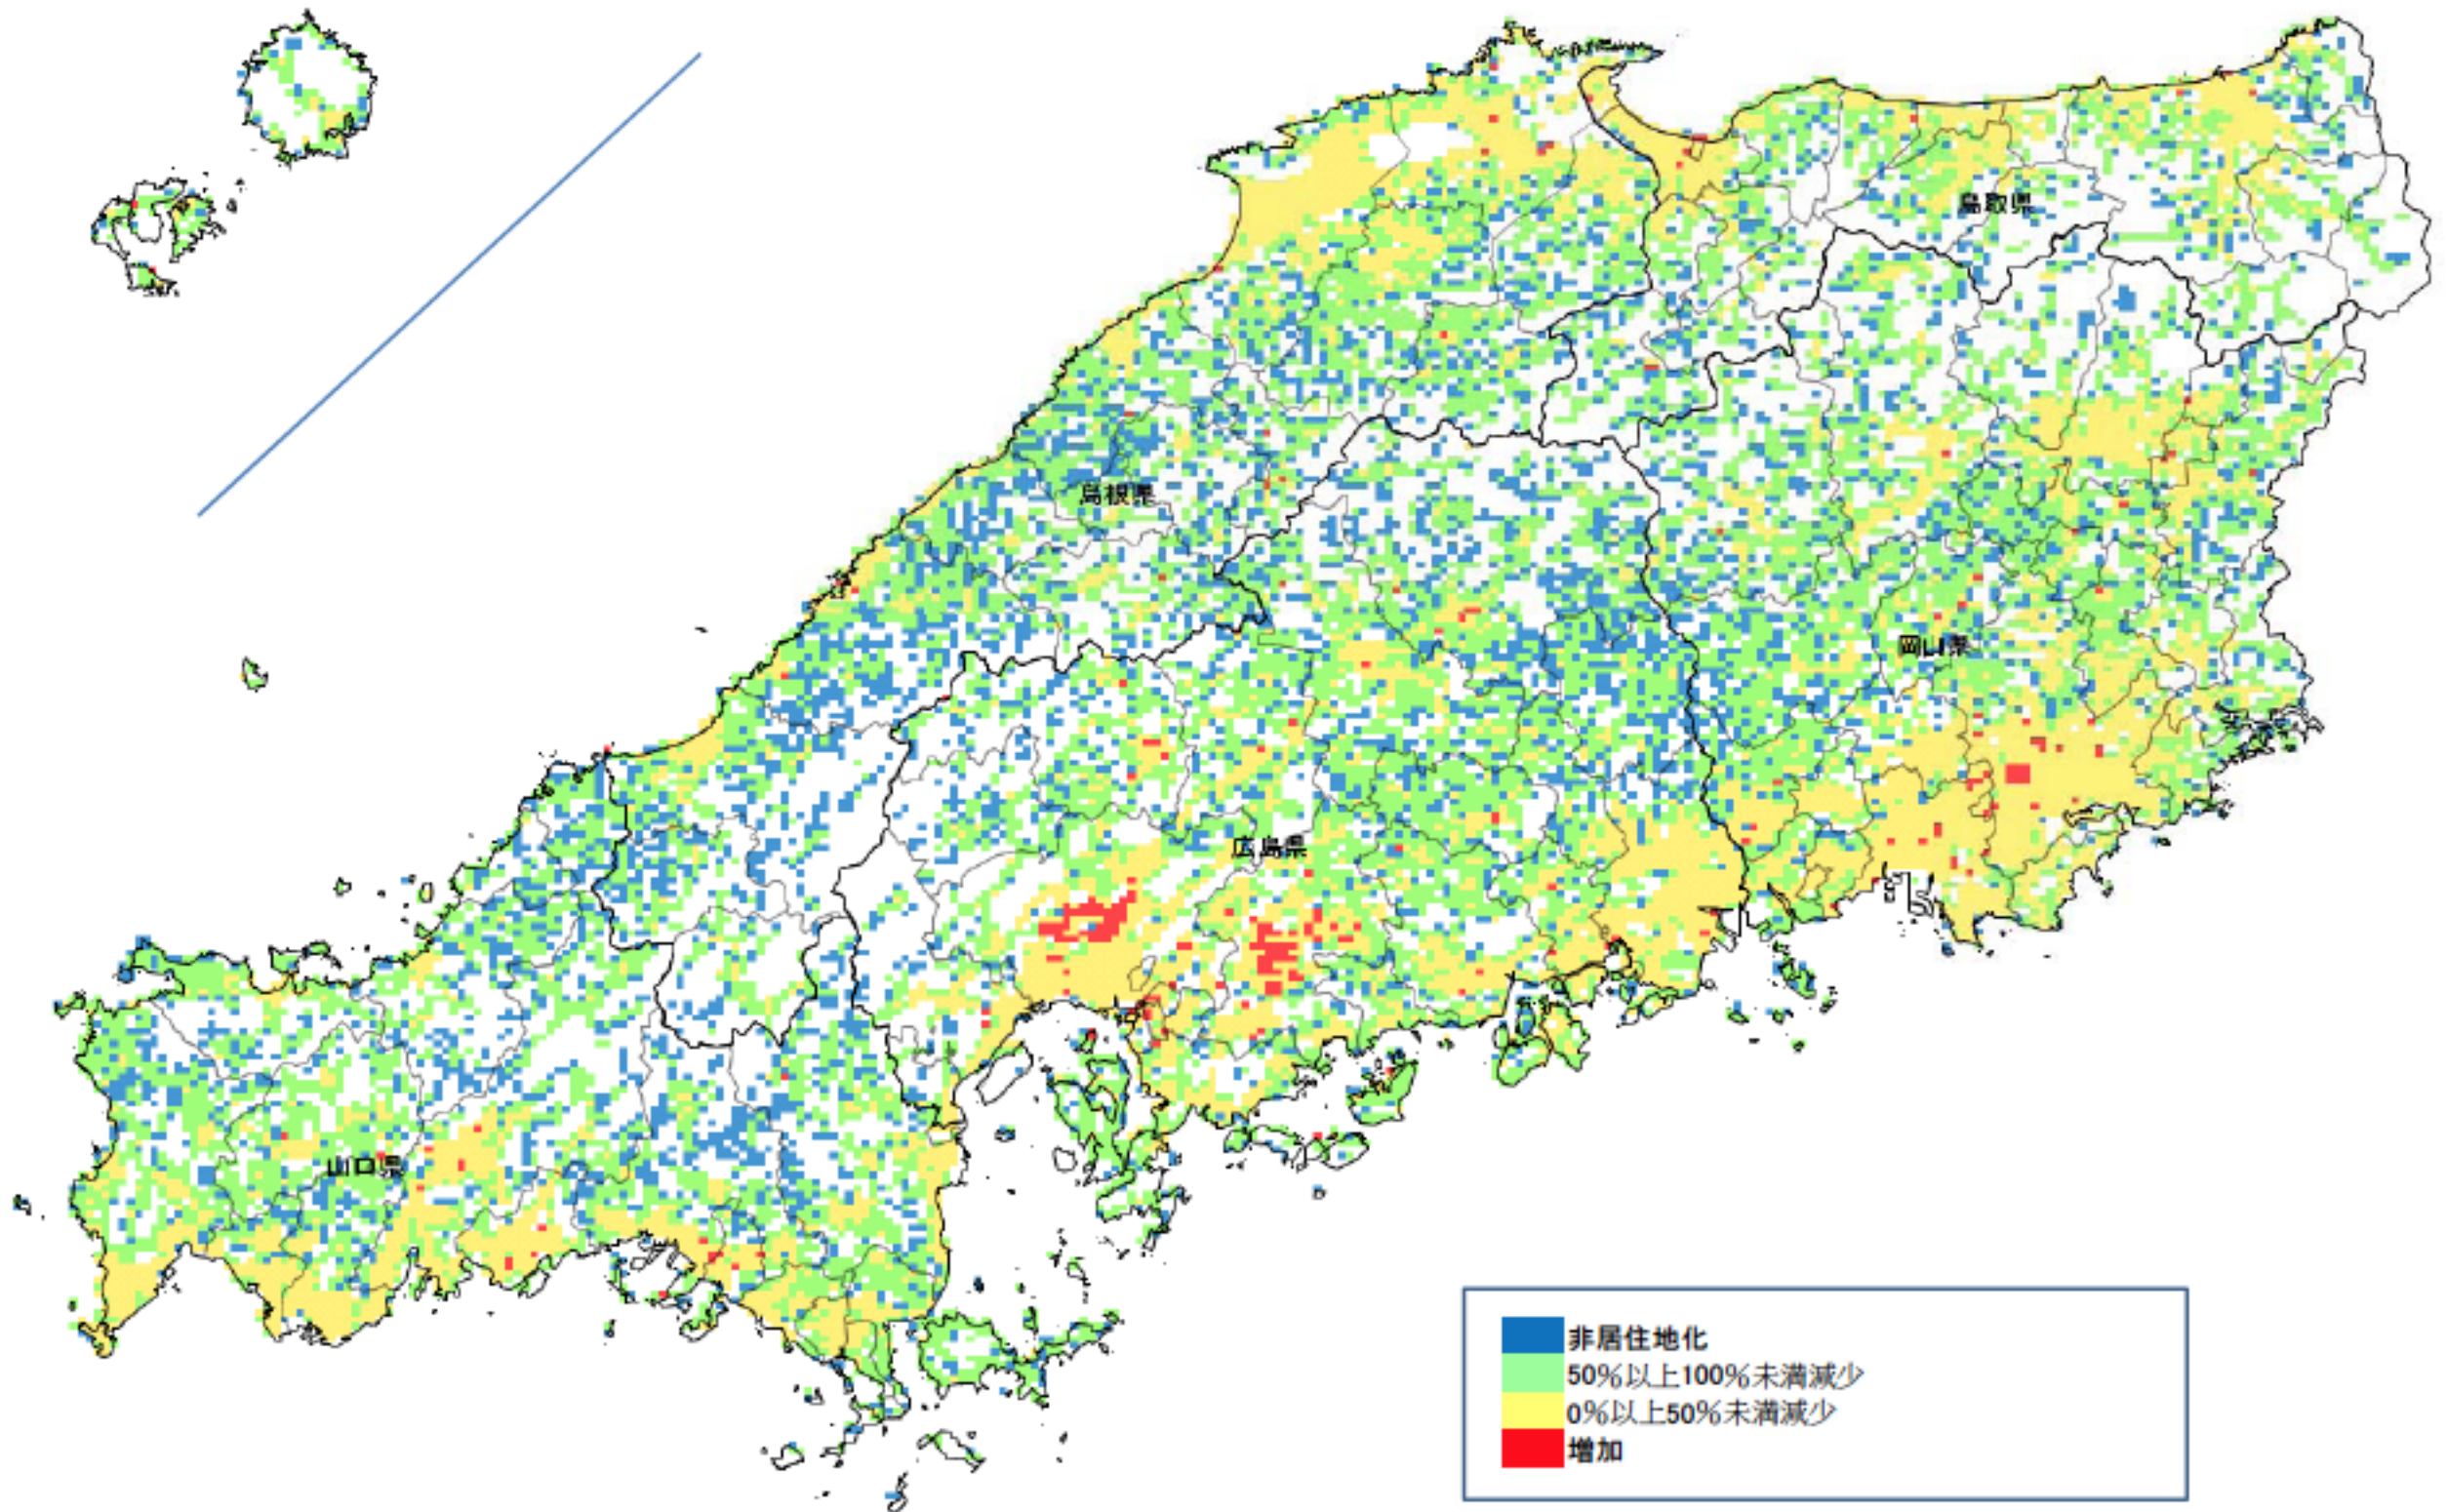 鳥取県
島根県
岡山県
広島県
山口県
非居住地化
50%以上100%未満減少
0%以上50%未満減少
増加